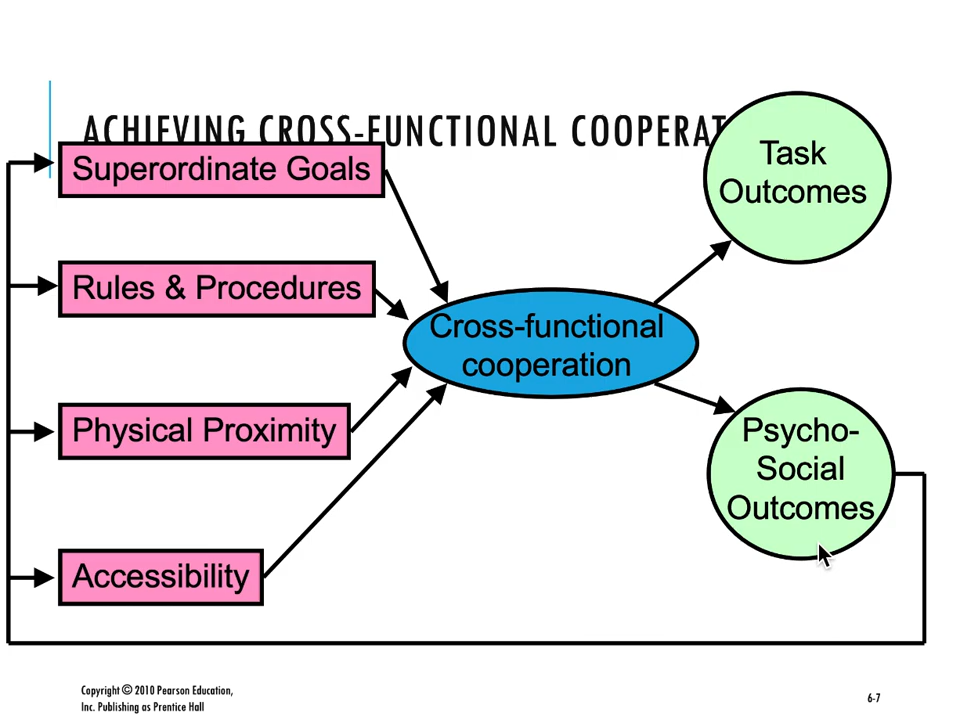 ACHIEVING CROSS-FUNCTIONAL COOPERAT
Superordinate Goals
Rules & Procedures
Physical Proximity
Accessibility
Cross-functional
cooperation
Task
Outcomes
Psycho-
Social
Outcomes
Copyright © 2010 Pearson Education,
Inc. Publishing as Prentice Hall
6-7